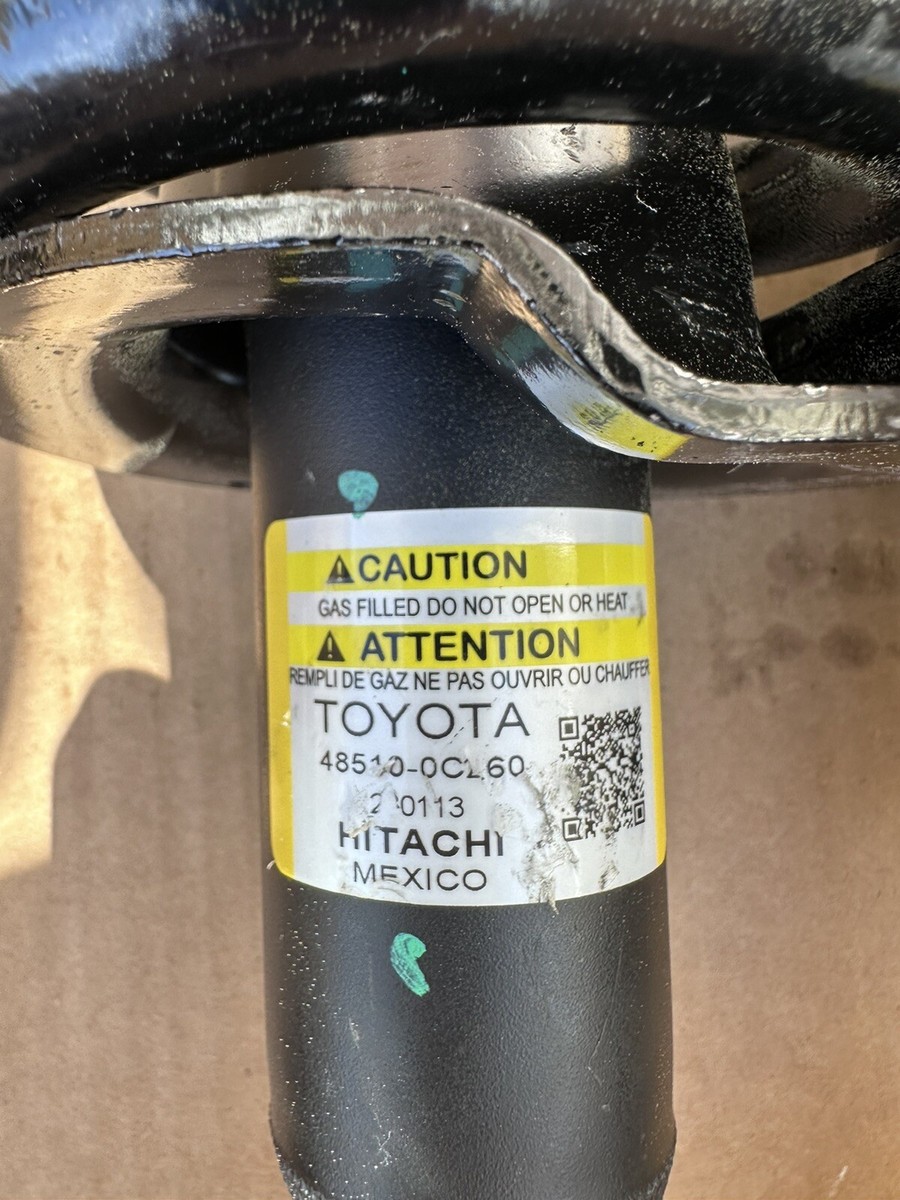 CAUTION
GAS FILLED DO NOT OPEN OR HEAT
ATTENTION
REMPLI DE GAZ NE PAS OUVRIR OU CHAUFFER
TOYOTA
HITACHI
MEXICO